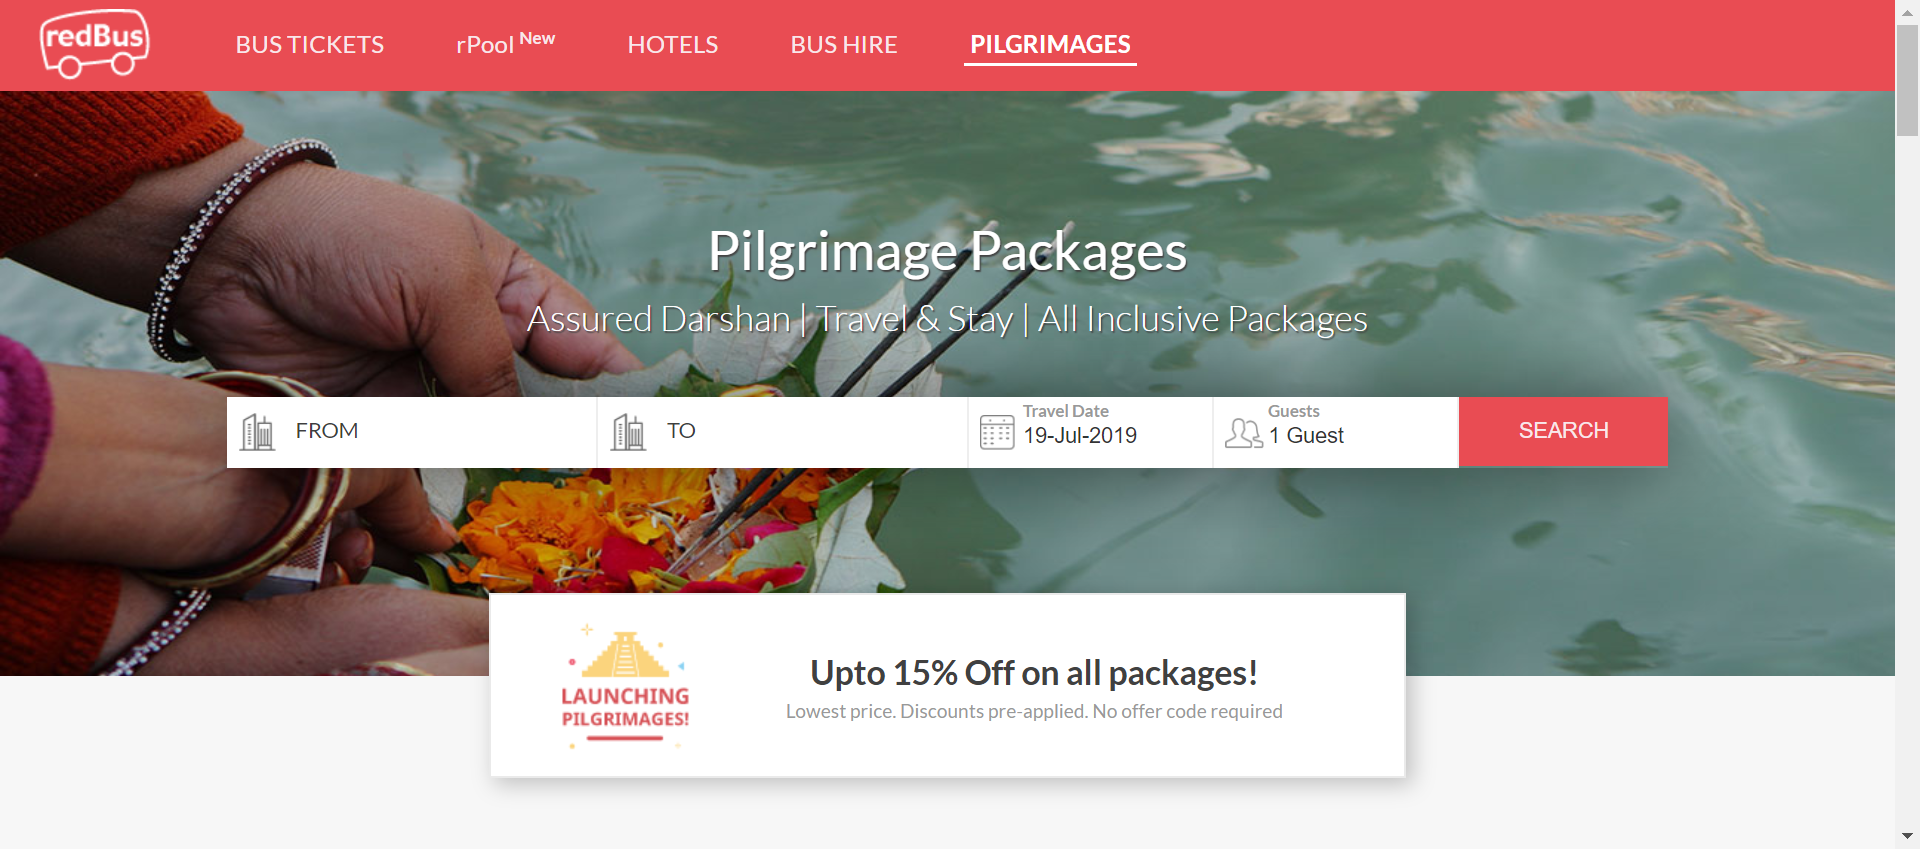 redBus
BUS TICKETS
rPool New
HOTELS
BUS HIRE
PILGRIMAGES
Pilgrimage Packages
Assured Darshan | Travel & Stay | All Inclusive Packages
FROM
TO
Travel Date
19-Jul-2019
Guests
1 Guest
SEARCH
LAUNCHING
PILGRIMAGES!
Upto 15% Off on all packages!
Lowest price. Discounts pre-applied. No offer code required